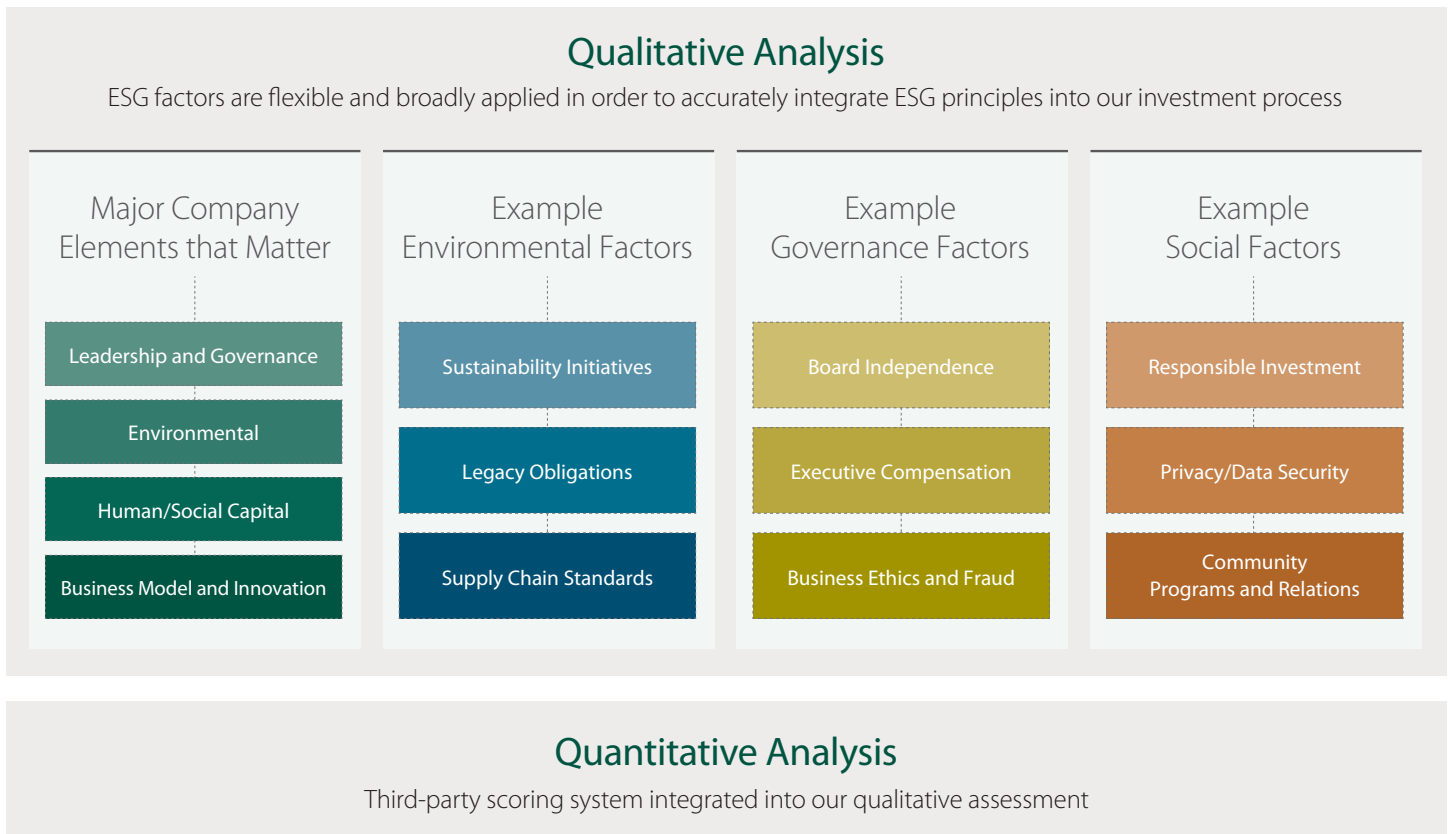 Qualitative Analysis
ESG factors are flexible and broadly applied in order to accurately integrate ESG principles into our investment process
Major Company
Elements that Matter
Leadership and Governance
Environmental
Human/Social Capital
Business Model and Innovation
Example
Environmental Factors
Sustainability Initiatives
Legacy Obligations
Supply Chain Standards
Example
Governance Factors
Board Independence
Executive Compensation
Business Ethics and Fraud
Example
Social Factors
Responsible Investment
Privacy/Data Security
Community
Programs and Relations
Quantitative Analysis
Third-party scoring system integrated into our qualitative assessment